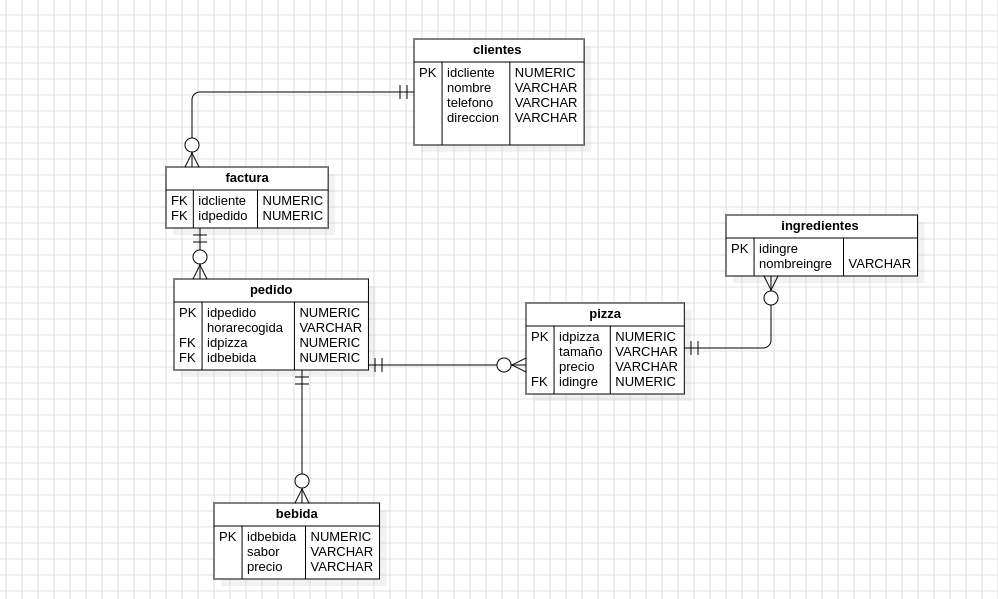 clientes
PK idcliente NUMERIC
nombre VARCHAR
telefono VARCHAR
direccion VARCHAR
factura
FK idcliente NUMERIC
FK idpedido NUMERIC
ingredientes
PK idingre
nombreingre VARCHAR
pedido
PK idpedido NUMERIC
horarecogida VARCHAR
FK idpizza NUMERIC
FK idbebida NUMERIC
pizza
PK idpizza NUMERIC
tamaño VARCHAR
precio VARCHAR
FK idingre NUMERIC
bebida
PK idbebida NUMERIC
sabor VARCHAR
precio VARCHAR